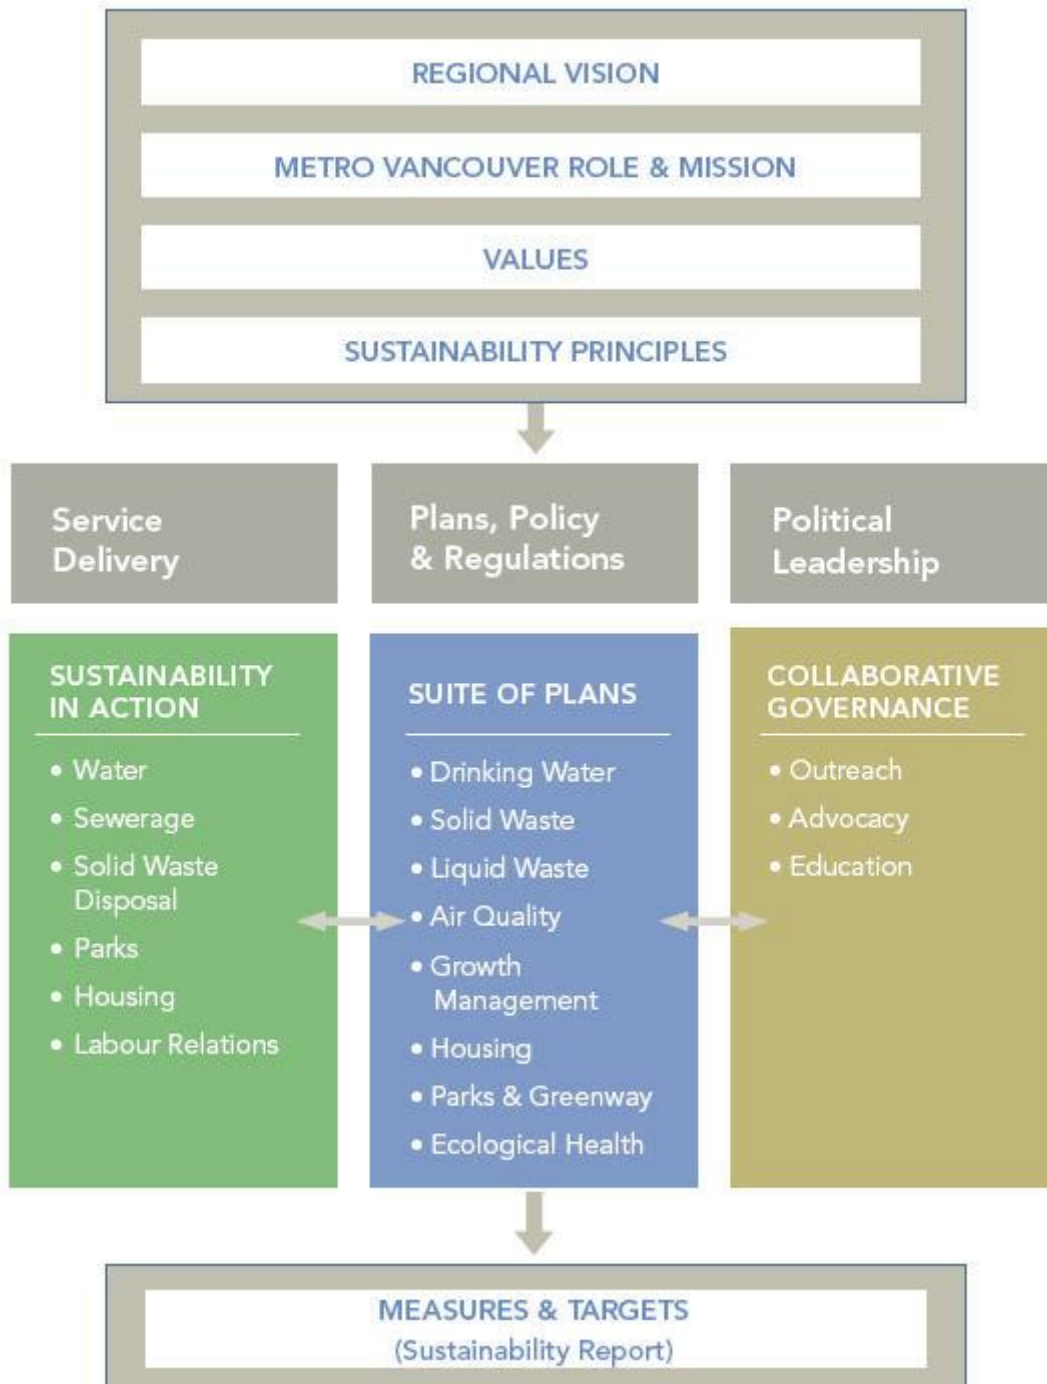 REGIONAL VISION
METRO VANCOUVER ROLE & MISSION
VALUES
SUSTAINABILITY PRINCIPLES
Service
Delivery
Plans, Policy
& Regulations
Political
Leadership
SUSTAINABILITY
IN ACTION
• Water
• Sewerage
• Solid Waste
Disposal
• Parks
• Housing
• Labour Relations
SUITE OF PLANS
• Drinking Water
• Solid Waste
• Liquid Waste
• Air Quality
• Growth
Management
• Housing
• Parks & Greenway
• Ecological Health
COLLABORATIVE
GOVERNANCE
• Outreach
• Advocacy
• Education
MEASURES & TARGETS
(Sustainability Report)